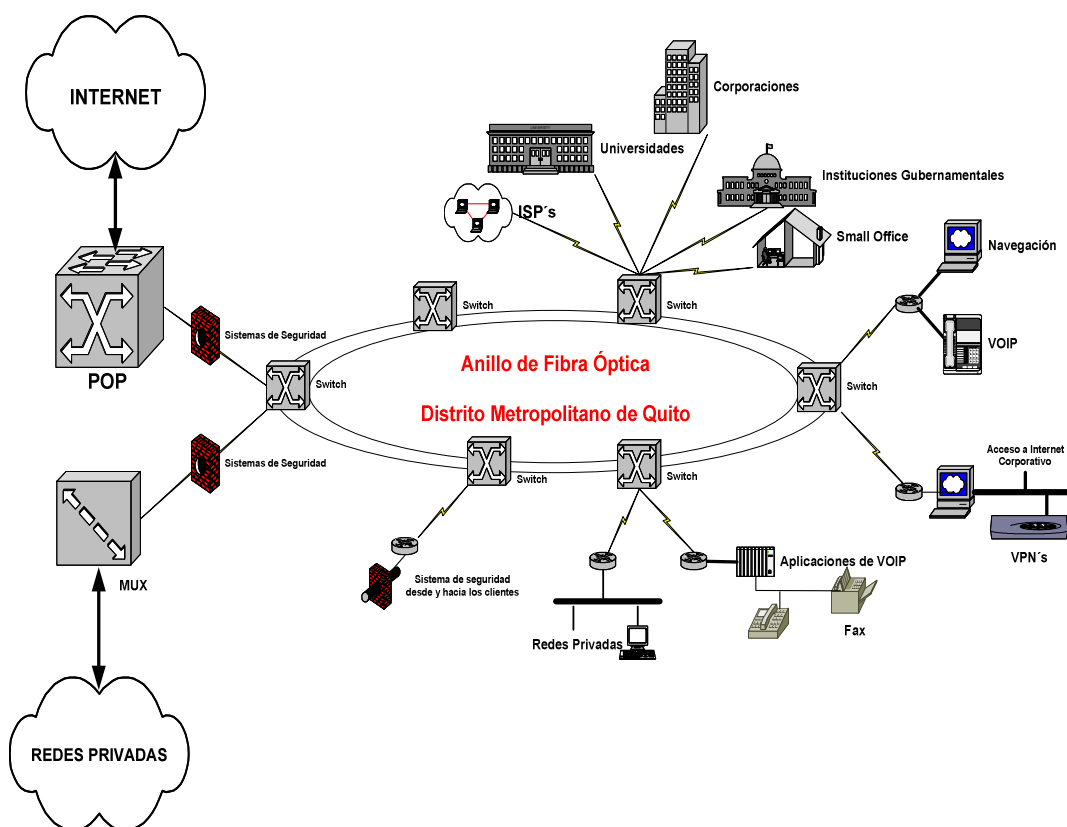 INTERNET
Corporaciones
Universidades
Instituciones Gubernamentales
ISP´s
Small Office
Navegación
Switch
Switch
Sistemas de Seguridad
VOIP
POP
Anillo de Fibra Óptica
Switch
Switch
Distrito Metropolitano de Quito
Sistemas de Seguridad
Switch
Switch
Acceso a Internet
Corporativo
MUX
Sistema de seguridad
desde y hacia los clientes
Aplicaciones de VOIP
VPN´s
Redes Privadas
Fax
REDES PRIVADAS